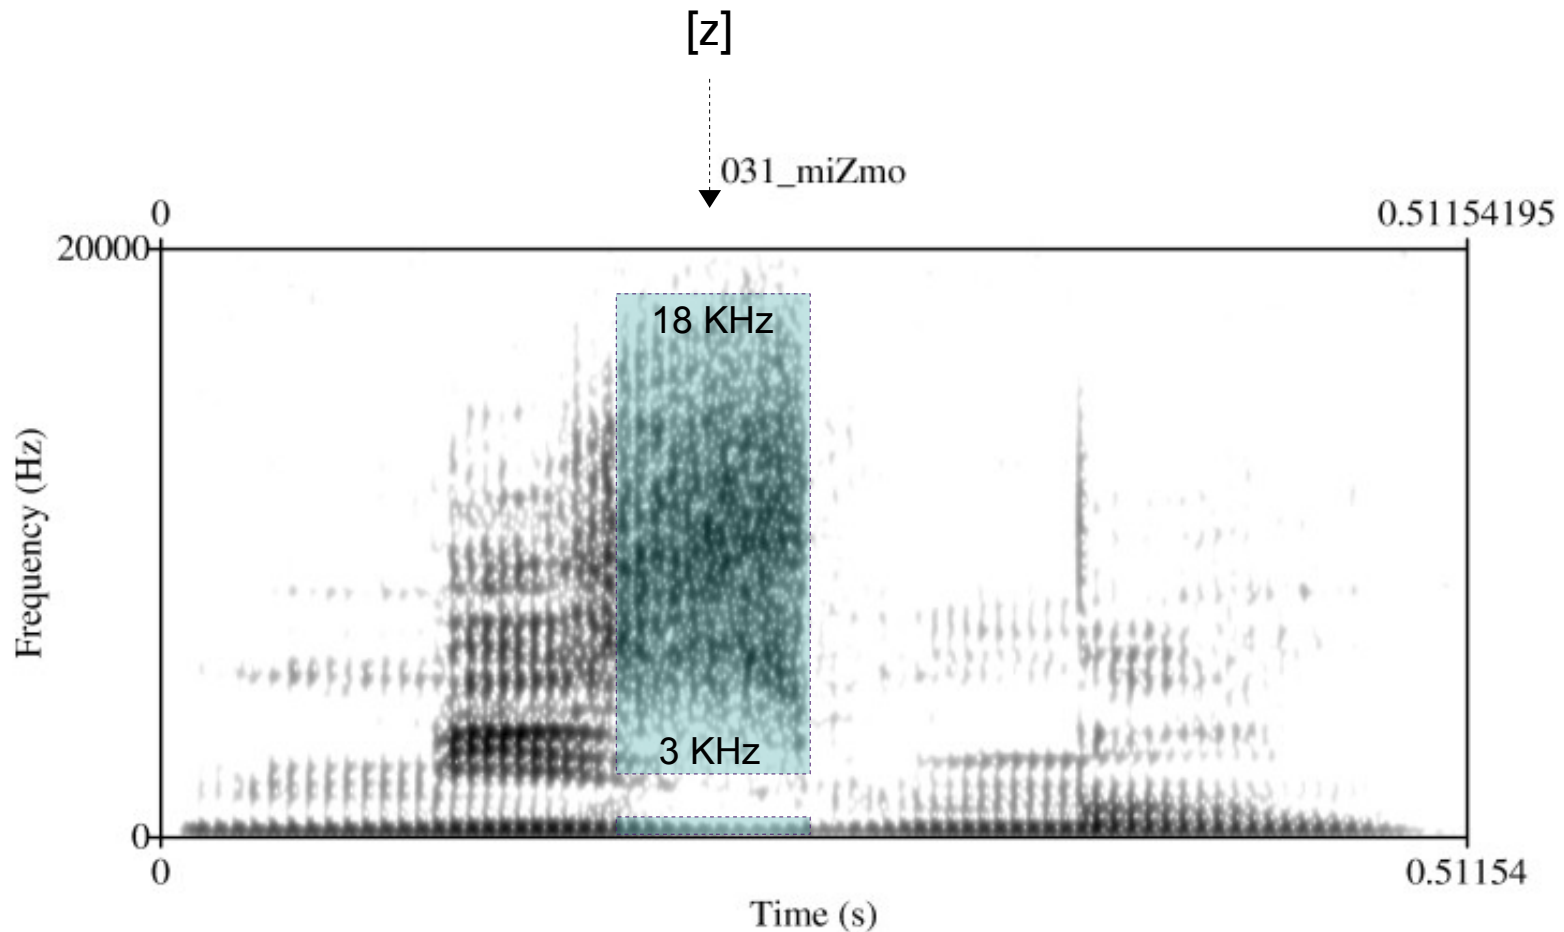 [z]
031_miZmo
0 0.51154195
20000
18 KHz
Frequency (Hz)
3 KHz
0
0 0.51154
Time (s)